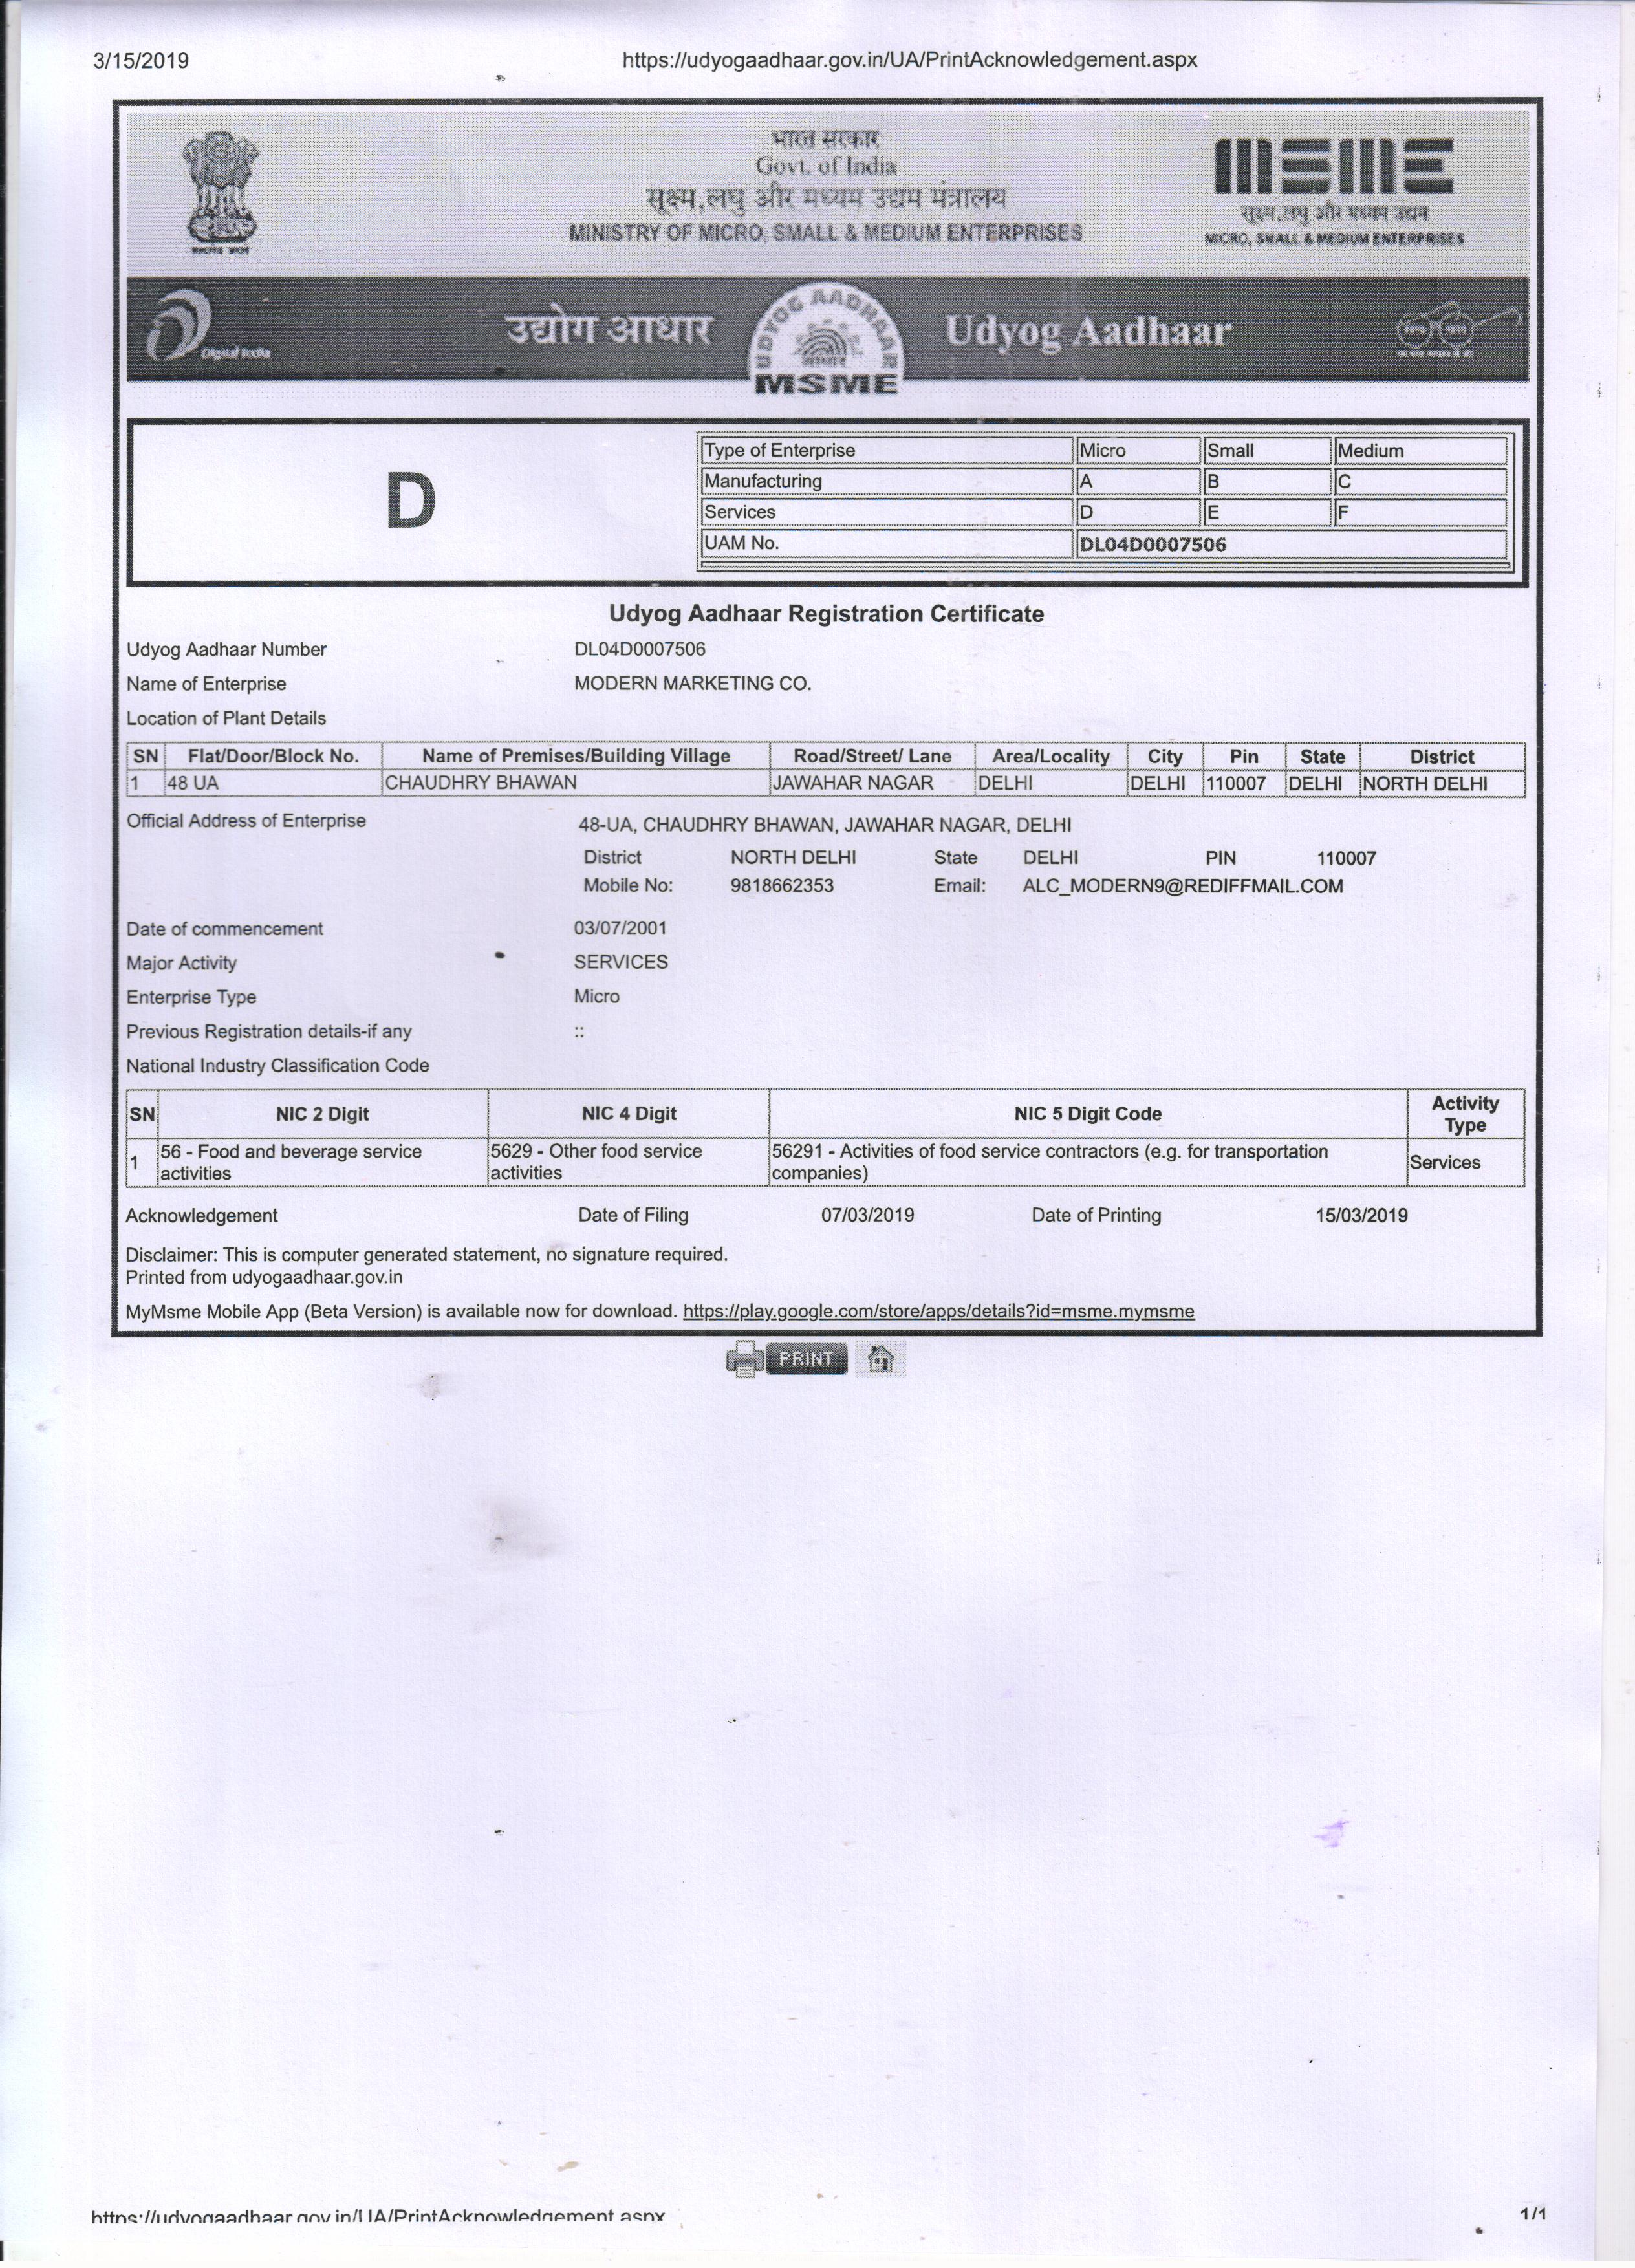 3/15/2019 https://udyogaadhaar.gov.in/UA/PrintAcknowledgement.aspx
भारत सरकार
Govt. of India
सूक्ष्म,लघु और मध्यम उद्यम मंत्रालय
MINISTRY OF MICRO, SMALL & MEDIUM ENTERPRISES
msme
सूक्ष्म,लघु और मध्यम उद्यम
MICRO, SMALL & MEDIUM ENTERPRISES
Digital India
उद्योग आधार
UDYOG AADHAAR
MSME
Udyog Aadhaar
D
Type of Enterprise Micro Small Medium
Manufacturing A B C
Services D E F
UAM No. DL04D0007506
Udyog Aadhaar Registration Certificate
Udyog Aadhaar Number DL04D0007506
Name of Enterprise MODERN MARKETING CO.
Location of Plant Details
SN Flat/Door/Block No. Name of Premises/Building Village Road/Street/ Lane Area/Locality City Pin State District
1 48 UA CHAUDHRY BHAWAN JAWAHAR NAGAR DELHI DELHI 110007 DELHI NORTH DELHI
Official Address of Enterprise 48-UA, CHAUDHRY BHAWAN, JAWAHAR NAGAR, DELHI
District NORTH DELHI State DELHI PIN 110007
Mobile No: 9818662353 Email: ALC_MODERN9@REDIFFMAIL.COM
Date of commencement 03/07/2001
Major Activity SERVICES
Enterprise Type Micro
Previous Registration details-if any ::
National Industry Classification Code
SN NIC 2 Digit NIC 4 Digit NIC 5 Digit Code Activity Type
1 56 - Food and beverage service activities 5629 - Other food service activities 56291 - Activities of food service contractors (e.g. for transportation companies) Services
Acknowledgement Date of Filing 07/03/2019 Date of Printing 15/03/2019
Disclaimer: This is computer generated statement, no signature required.
Printed from udyogaadhaar.gov.in
MyMsme Mobile App (Beta Version) is available now for download. https://play.google.com/store/apps/details?id=msme.mymsme
PRINT
https://udyogaadhaar.gov.in/UA/PrintAcknowledgement.aspx 1/1